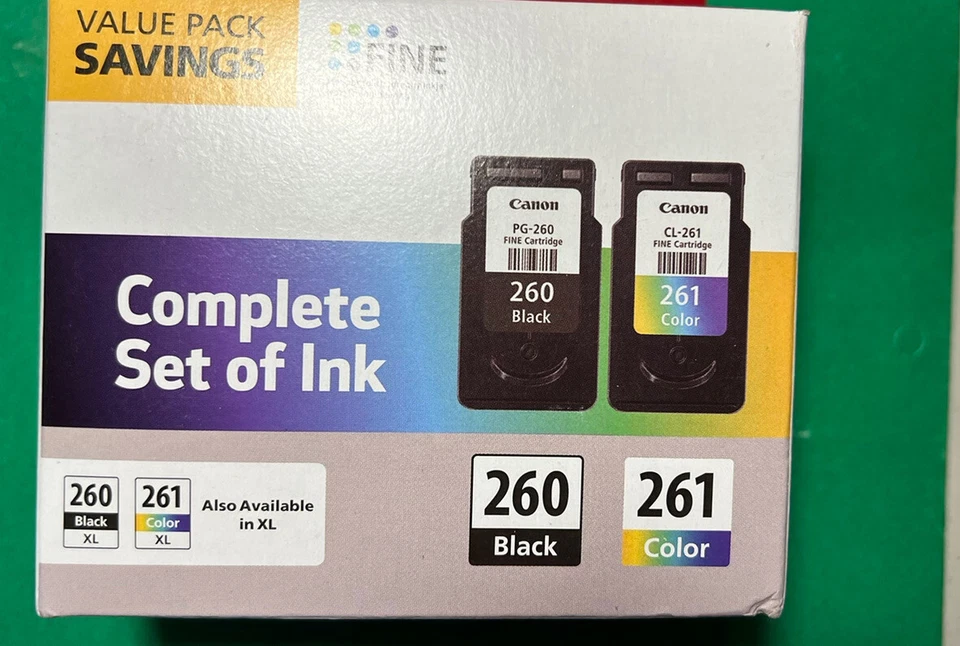 VALUE PACK
SAVINGS
FINE
Canon
PG-260
FINE Cartridge
260
Black
Canon
CL-261
FINE Cartridge
261
Color
Complete
Set of Ink
260
Black
XL
261
Color
XL
Also Available
in XL
260
Black
261
Color